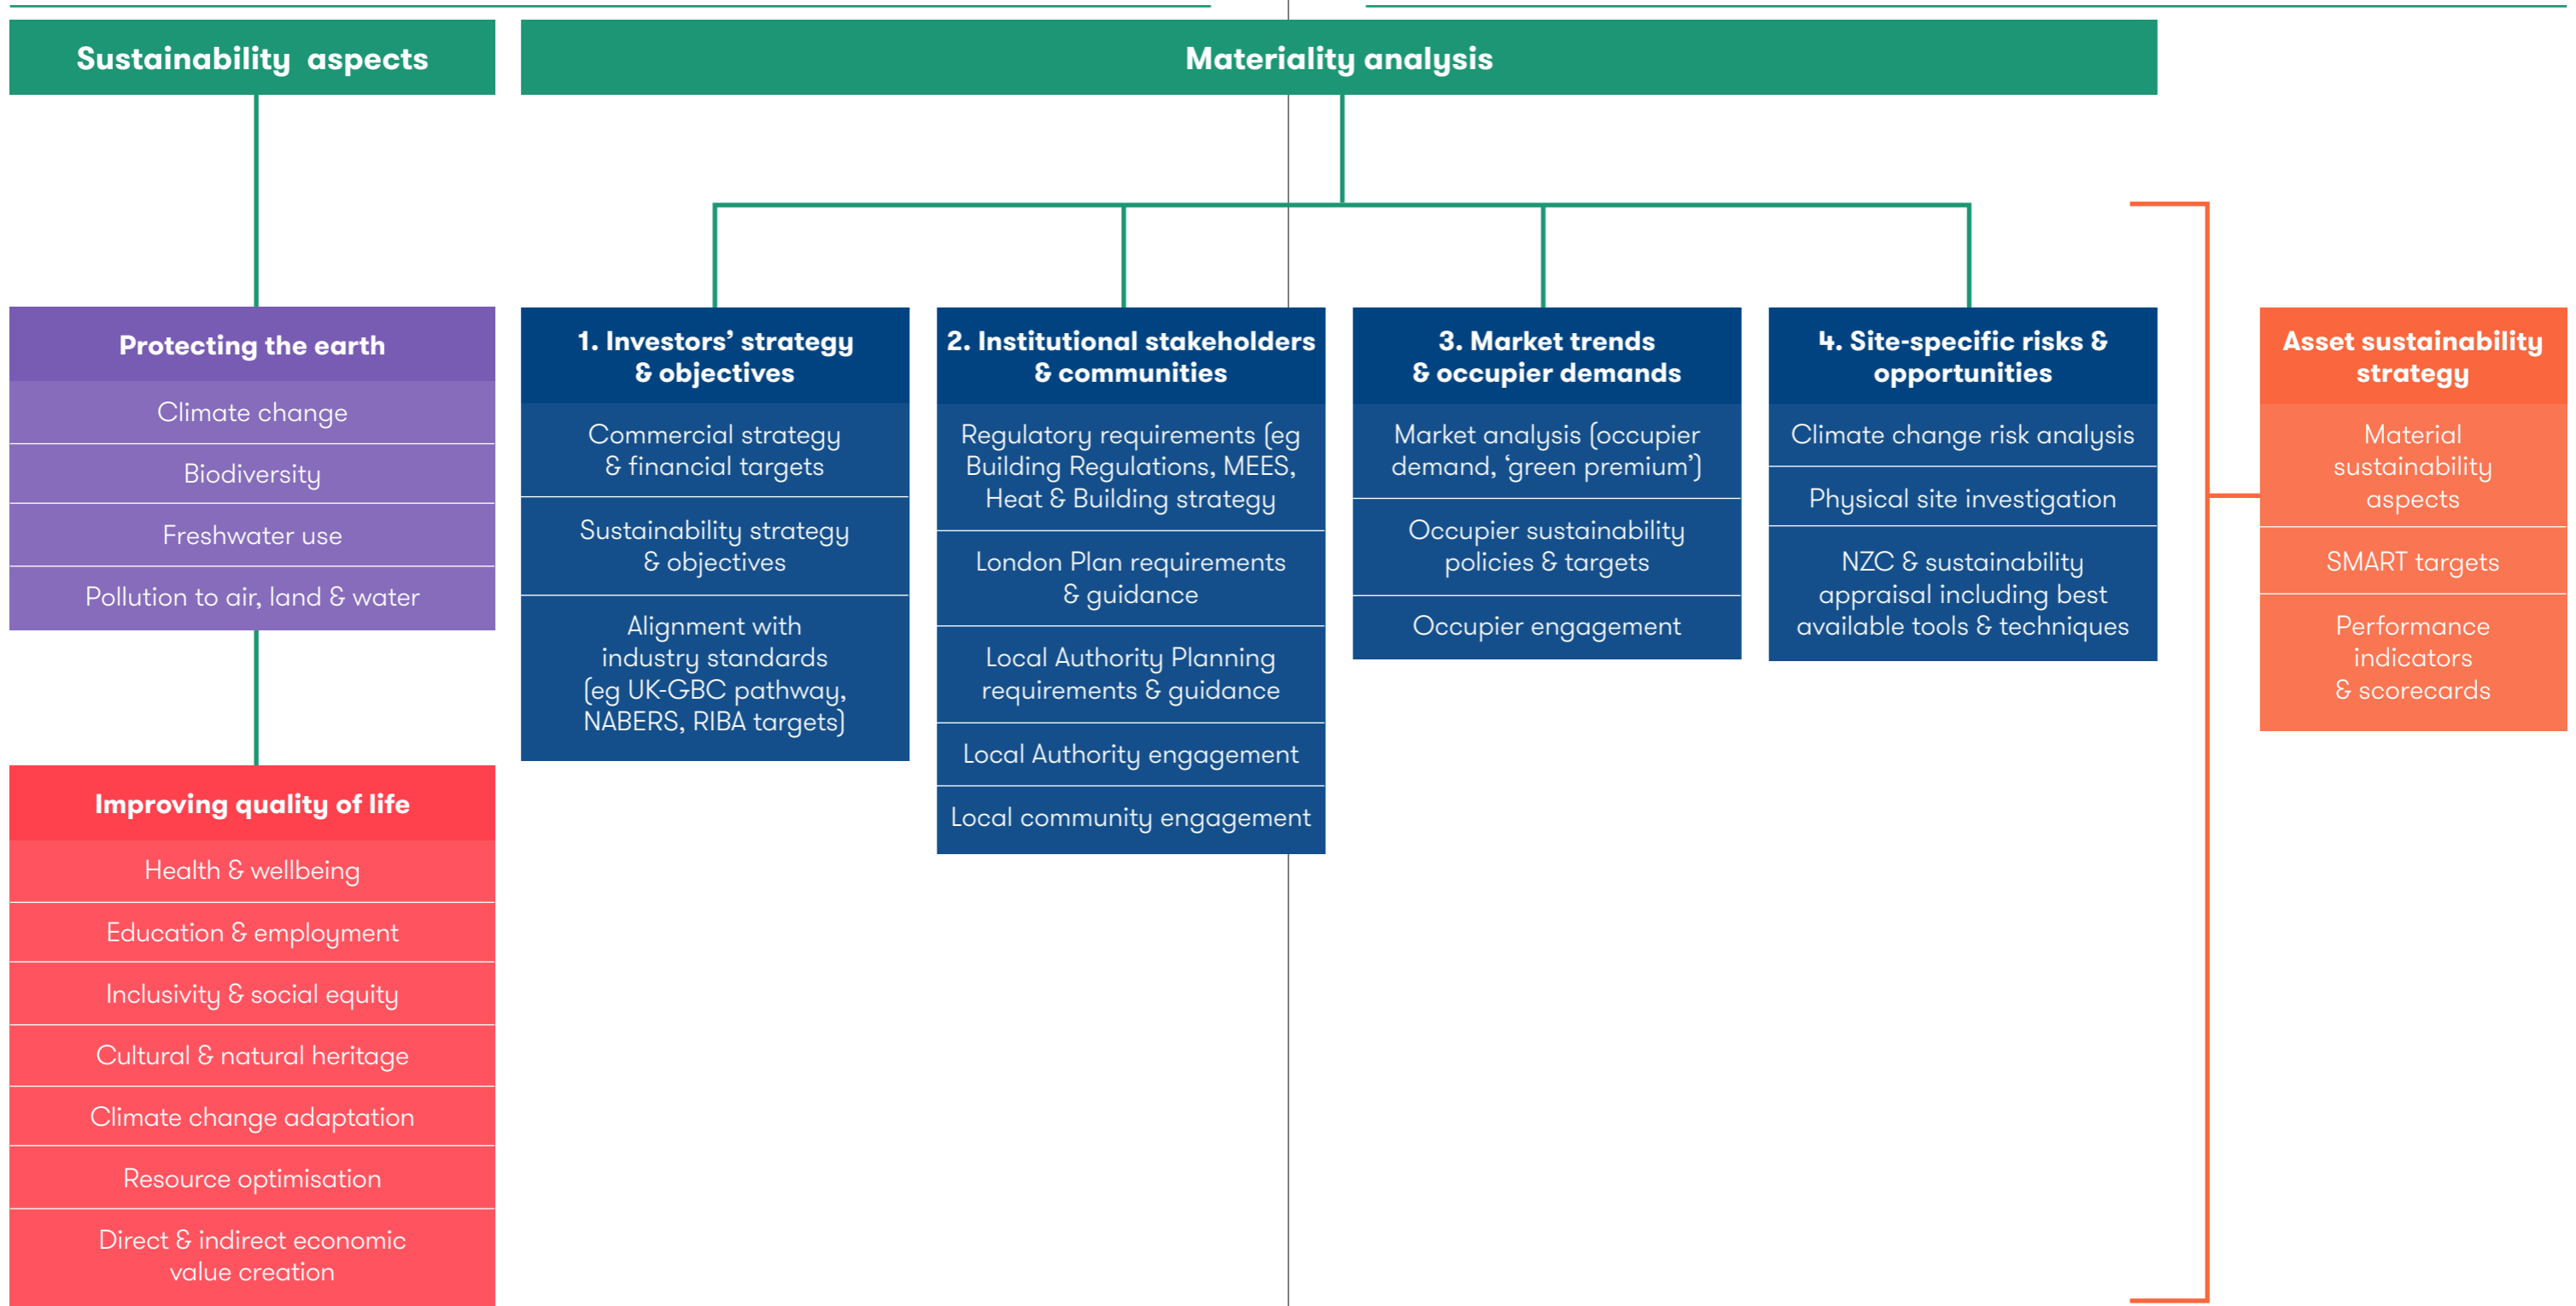 Sustainability aspects
Materiality analysis
Protecting the earth
Climate change
Biodiversity
Freshwater use
Pollution to air, land & water
Improving quality of life
Health & wellbeing
Education & employment
Inclusivity & social equity
Cultural & natural heritage
Climate change adaptation
Resource optimisation
Direct & indirect economic
value creation
1. Investors’ strategy
& objectives
Commercial strategy
& financial targets
Sustainability strategy
& objectives
Alignment with
industry standards
(eg UK-GBC pathway,
NABERS, RIBA targets)
2. Institutional stakeholders
& communities
Regulatory requirements (eg
Building Regulations, MEES,
Heat & Building strategy
London Plan requirements
& guidance
Local Authority Planning
requirements & guidance
Local Authority engagement
Local community engagement
3. Market trends
& occupier demands
Market analysis (occupier
demand, ‘green premium’)
Occupier sustainability
policies & targets
Occupier engagement
4. Site-specific risks &
opportunities
Climate change risk analysis
Physical site investigation
NZC & sustainability
appraisal including best
available tools & techniques
Asset sustainability
strategy
Material
sustainability
aspects
SMART targets
Performance
indicators
& scorecards